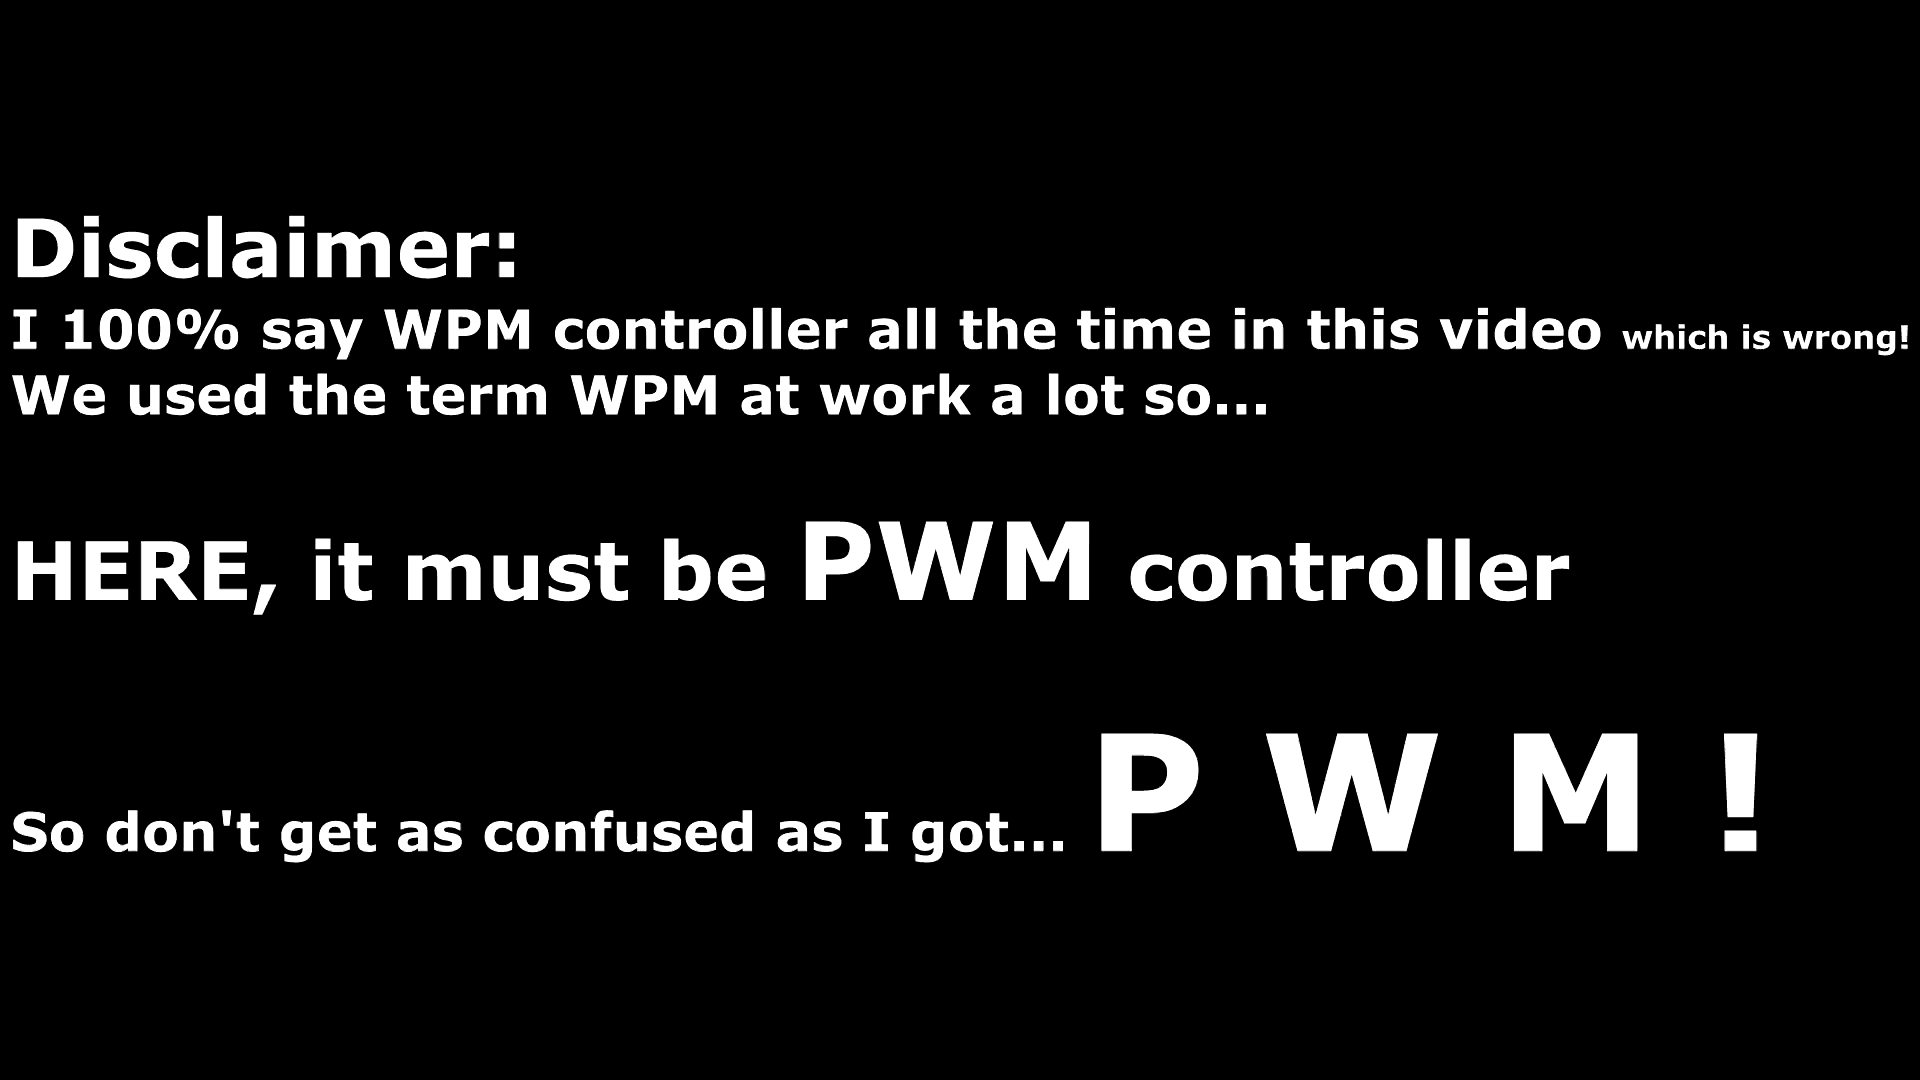 Disclaimer:
I 100% say WPM controller all the time in this video which is wrong!
We used the term WPM at work a lot so...
HERE, it must be PWM controller
So don't get as confused as I got... P W M !